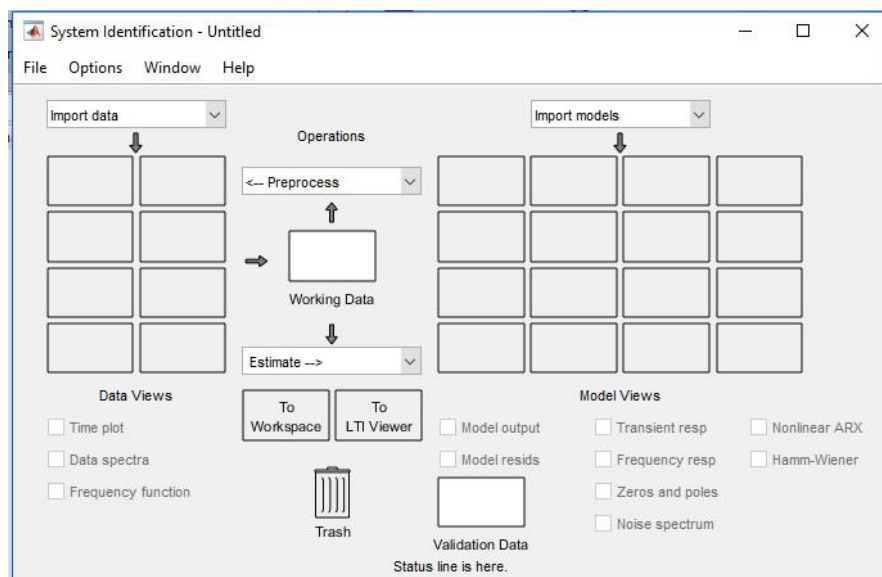 System Identification - Untitled
File Options Window Help
Import data
Import models
Operations
<-- Preprocess
Working Data
Estimate -->
Data Views
Time plot
Data spectra
Frequency function
To
Workspace
To
LTI Viewer
Trash
Model Views
Model output
Model resids
Transient resp
Frequency resp
Zeros and poles
Noise spectrum
Nonlinear ARX
Hamm-Wiener
Validation Data
Status line is here.